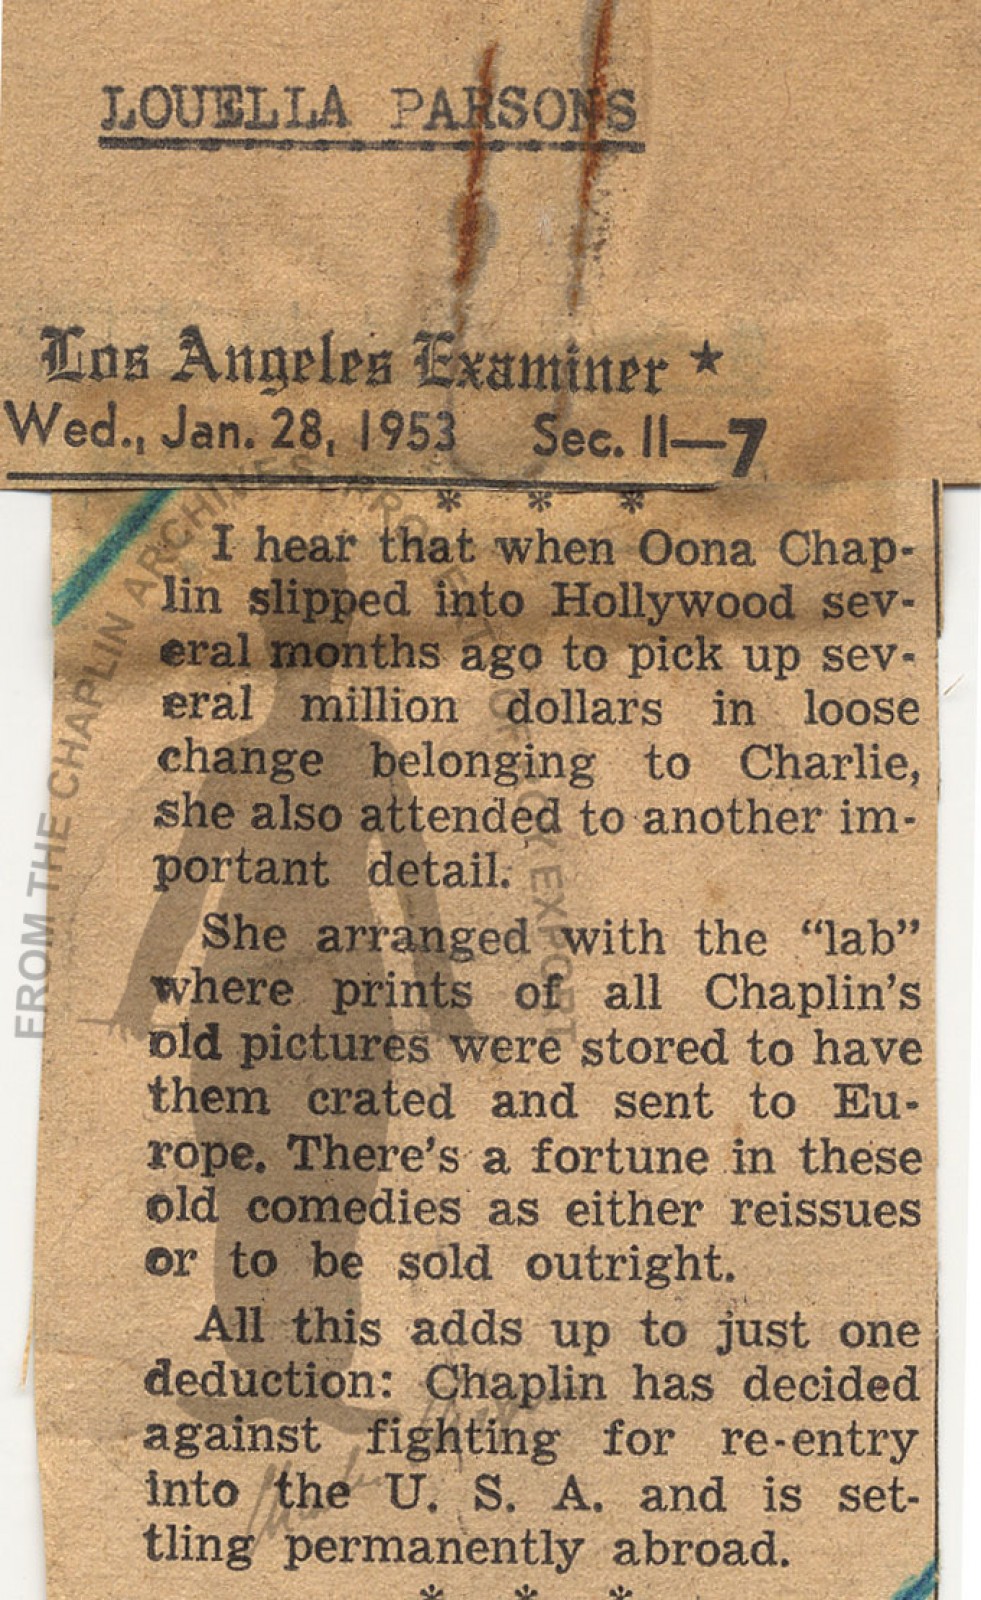 LOUELLA PARSONS
Los Angeles Examiner ★
Wed., Jan. 28, 1953 Sec. II—7
* * *
I hear that when Oona Chap-
lin slipped into Hollywood sev-
eral months ago to pick up sev-
eral million dollars in loose
change belonging to Charlie,
she also attended to another im-
portant detail.
She arranged with the "lab"
where prints of all Chaplin's
old pictures were stored to have
them crated and sent to Eu-
rope. There's a fortune in these
old comedies as either reissues
or to be sold outright.
All this adds up to just one
deduction: Chaplin has decided
against fighting for re-entry
into the U. S. A. and is set-
tling permanently abroad.
* * *
FROM THE CHAPLIN ARCHIVES PROPERTY OF ROY EXPORT